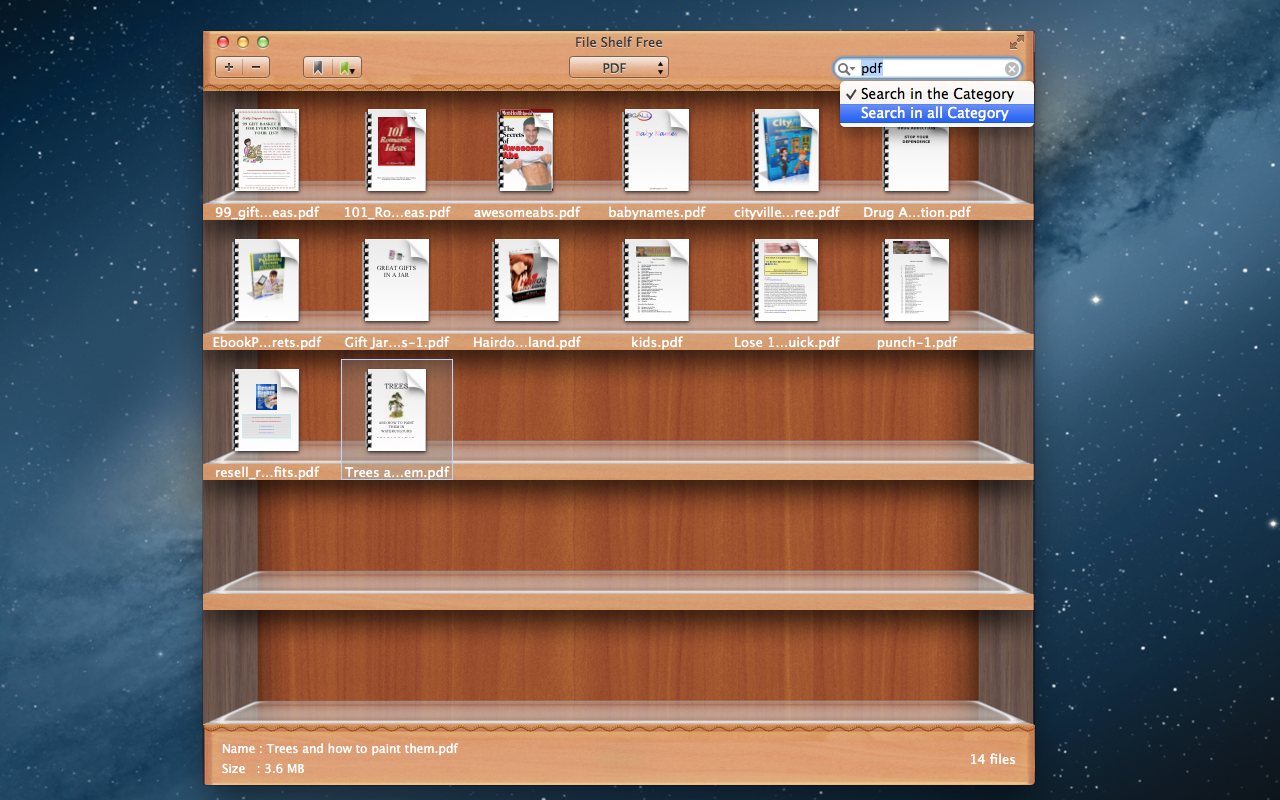 File Shelf Free
+ −
PDF
pdf
✓ Search in the Category
Search in all Category
99 GIFT BASKET
FOR EVERYONE
YOUR LIST!
101
Romantic
Ideas
The
Secrets
of
Awesome
Abs
Baby Names
City
STOP YOUR
DEPENDENCE
99_gift...eas.pdf
101_Ro...eas.pdf
awesomeabs.pdf
babynames.pdf
cityville...ree.pdf
Drug A...tion.pdf
GREAT GIFTS
IN A JAR
EbookP...rets.pdf
Gift Jar...s-1.pdf
Hairdo...land.pdf
kids.pdf
Lose 1...uick.pdf
punch-1.pdf
Resell
Rights
TREES
AND HOW TO PAINT
THEM IN
WATERCOLOURS
resell_r...fits.pdf
Trees a...em.pdf
Name : Trees and how to paint them.pdf
Size : 3.6 MB
14 files